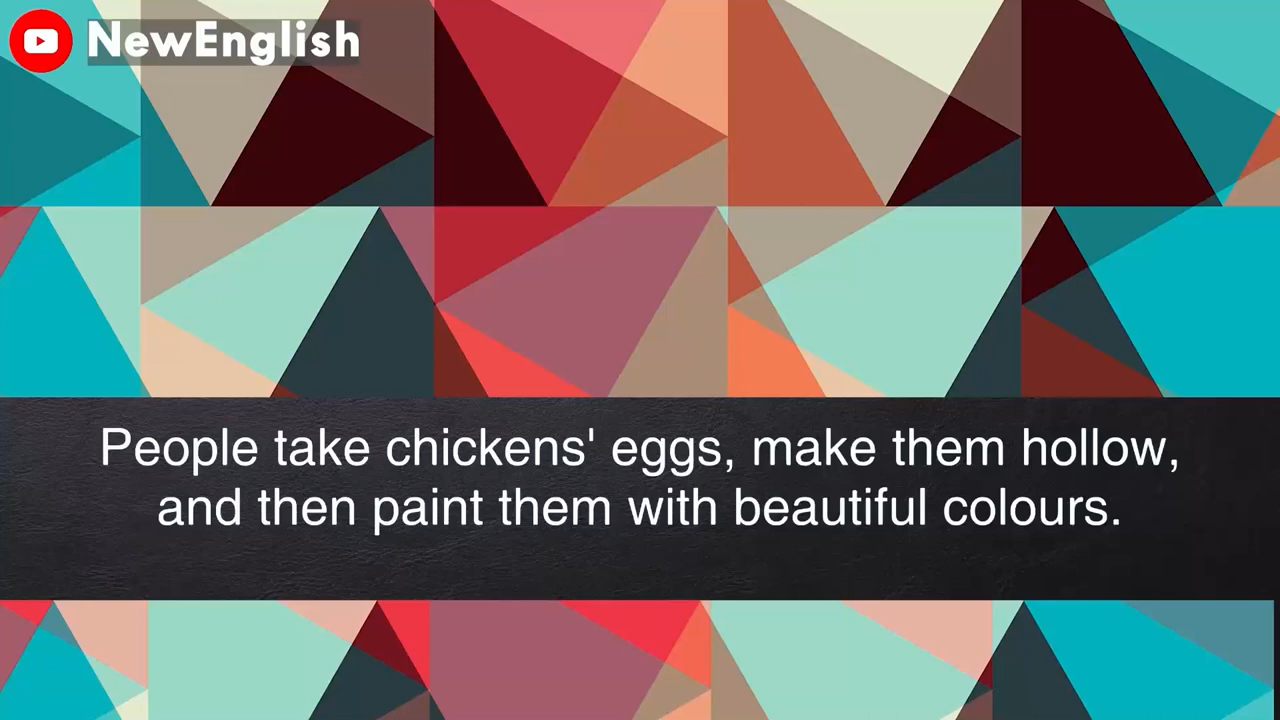 NewEnglish
People take chickens' eggs, make them hollow,
and then paint them with beautiful colours.